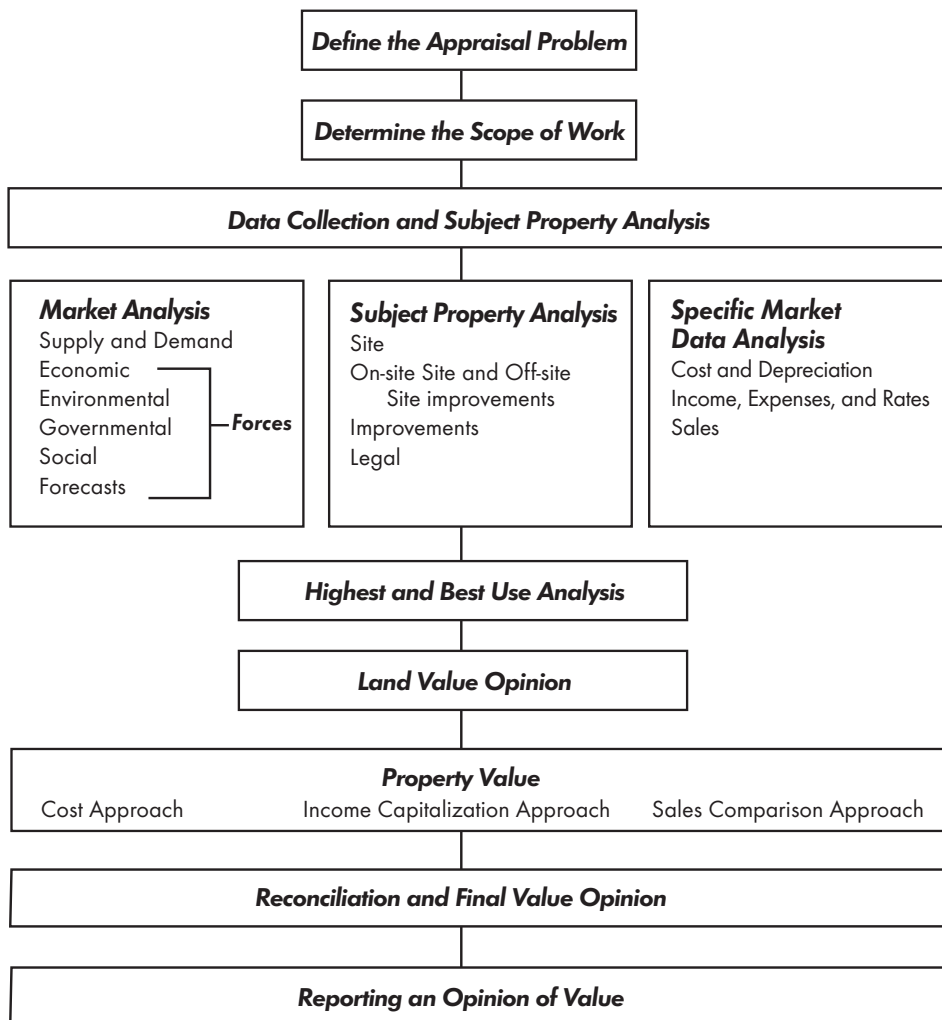 Define the Appraisal Problem
Determine the Scope of Work
Data Collection and Subject Property Analysis
Market Analysis
Supply and Demand
Economic
Environmental
Governmental
Social
Forecasts
Forces
Subject Property Analysis
Site
On-site Site and Off-site
Site improvements
Improvements
Legal
Specific Market
Data Analysis
Cost and Depreciation
Income, Expenses, and Rates
Sales
Highest and Best Use Analysis
Land Value Opinion
Property Value
Cost Approach
Income Capitalization Approach
Sales Comparison Approach
Reconciliation and Final Value Opinion
Reporting an Opinion of Value